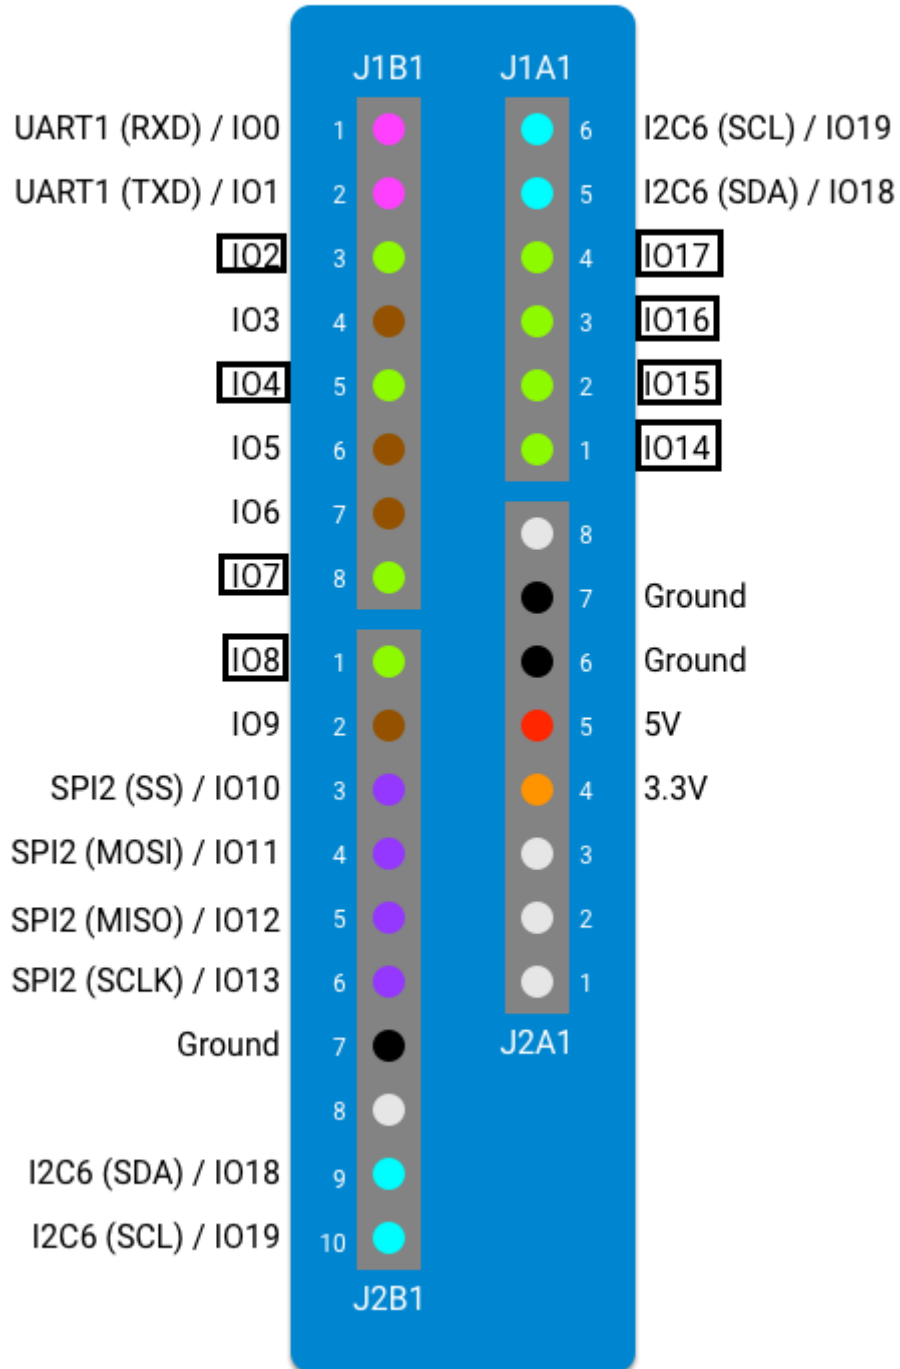 J1B1 J1A1
UART1 (RXD) / IO0 1 6 I2C6 (SCL) / IO19
UART1 (TXD) / IO1 2 5 I2C6 (SDA) / IO18
IO2 3 4 IO17
IO3 4 3 IO16
IO4 5 2 IO15
IO5 6 1 IO14
IO6 7 8
IO7 8 7 Ground
IO8 1 6 Ground
IO9 2 5 5V
SPI2 (SS) / IO10 3 4 3.3V
SPI2 (MOSI) / IO11 4 3
SPI2 (MISO) / IO12 5 2
SPI2 (SCLK) / IO13 6 1
Ground 7 J2A1
8
I2C6 (SDA) / IO18 9
I2C6 (SCL) / IO19 10
J2B1